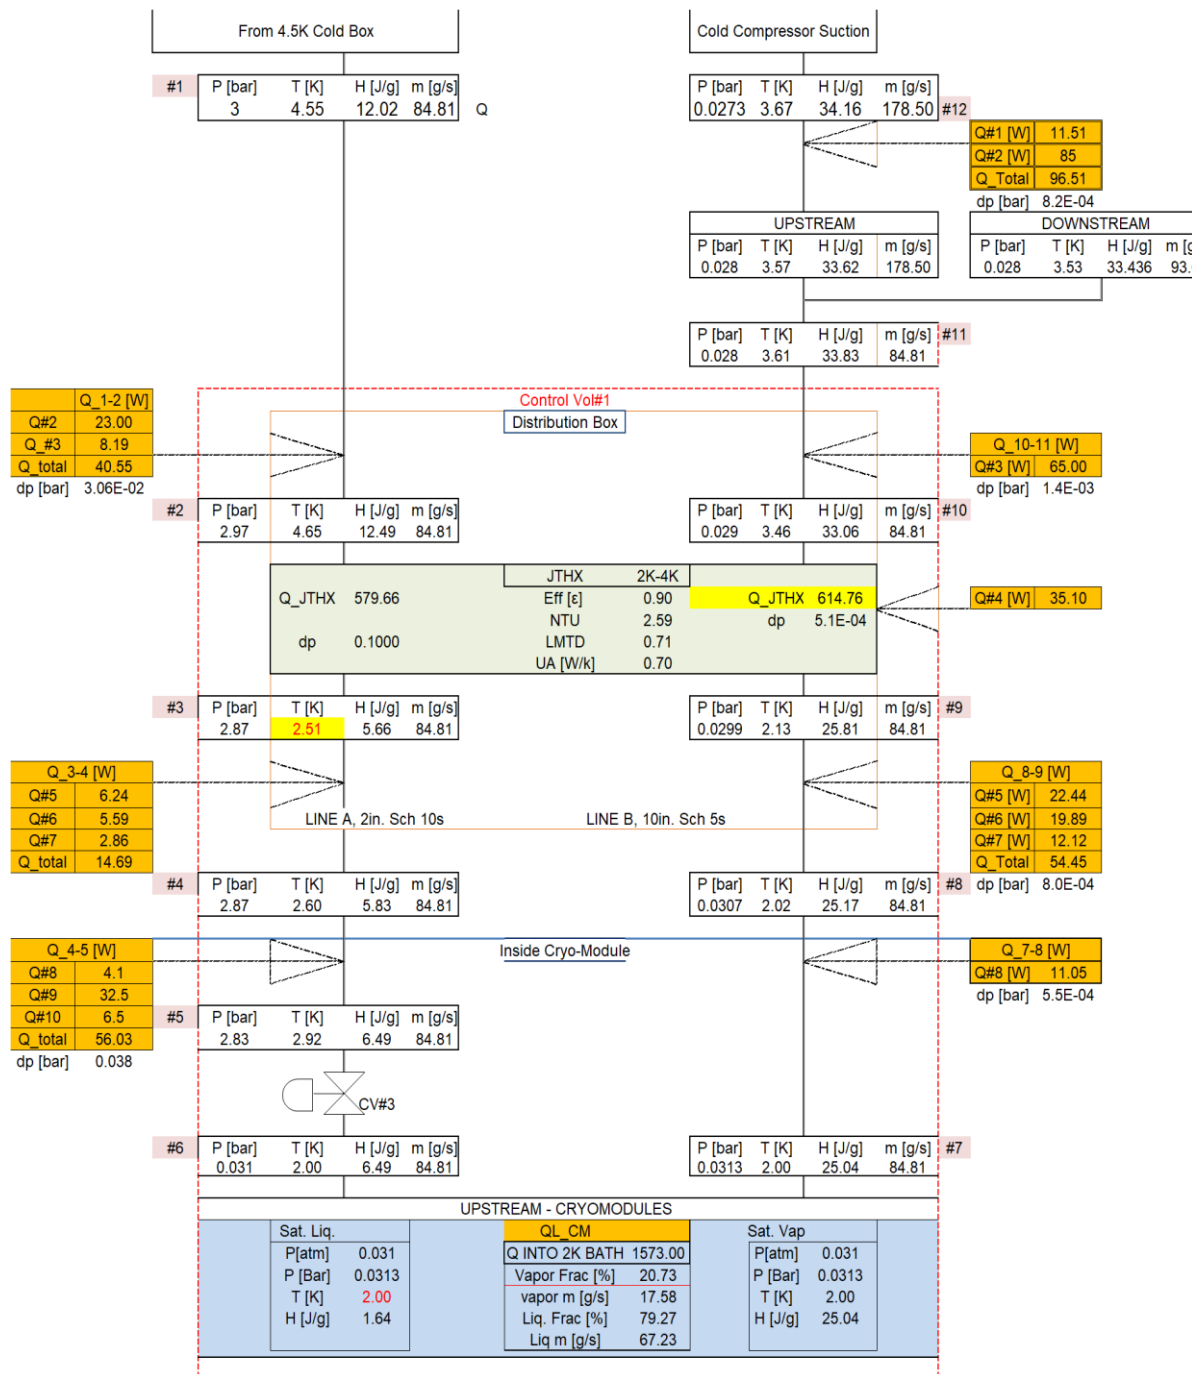 From 4.5K Cold Box
Cold Compressor Suction
#1
P [bar] T [K] H [J/g] m [g/s]
3 4.55 12.02 84.81
Q
P [bar] T [K] H [J/g] m [g/s]
0.0273 3.67 34.16 178.50
#12
Q#1 [W] 11.51
Q#2 [W] 85
Q_Total 96.51
dp [bar] 8.2E-04
UPSTREAM
P [bar] T [K] H [J/g] m [g/s]
0.028 3.57 33.62 178.50
DOWNSTREAM
P [bar] T [K] H [J/g] m [g
0.028 3.53 33.436 93.
P [bar] T [K] H [J/g] m [g/s]
0.028 3.61 33.83 84.81
#11
Control Vol#1
Distribution Box
Q_1-2 [W]
Q#2 23.00
Q_#3 8.19
Q_total 40.55
dp [bar] 3.06E-02
Q_10-11 [W]
Q#3 [W] 65.00
dp [bar] 1.4E-03
#2
P [bar] T [K] H [J/g] m [g/s]
2.97 4.65 12.49 84.81
P [bar] T [K] H [J/g] m [g/s]
0.029 3.46 33.06 84.81
#10
JTHX 2K-4K
Q_JTHX 579.66
Eff [ε] 0.90
Q_JTHX 614.76
NTU 2.59
dp 5.1E-04
dp 0.1000
LMTD 0.71
UA [W/k] 0.70
Q#4 [W] 35.10
#3
P [bar] T [K] H [J/g] m [g/s]
2.87 2.51 5.66 84.81
P [bar] T [K] H [J/g] m [g/s]
0.0299 2.13 25.81 84.81
#9
Q_3-4 [W]
Q#5 6.24
Q#6 5.59
Q#7 2.86
Q_total 14.69
LINE A, 2in. Sch 10s
LINE B, 10in. Sch 5s
Q_8-9 [W]
Q#5 [W] 22.44
Q#6 [W] 19.89
Q#7 [W] 12.12
Q_Total 54.45
dp [bar] 8.0E-04
#4
P [bar] T [K] H [J/g] m [g/s]
2.87 2.60 5.83 84.81
P [bar] T [K] H [J/g] m [g/s]
0.0307 2.02 25.17 84.81
#8
Inside Cryo-Module
Q_4-5 [W]
Q#8 4.1
Q#9 32.5
Q#10 6.5
Q_total 56.03
dp [bar] 0.038
Q_7-8 [W]
Q#8 [W] 11.05
dp [bar] 5.5E-04
#5
P [bar] T [K] H [J/g] m [g/s]
2.83 2.92 6.49 84.81
CV#3
#6
P [bar] T [K] H [J/g] m [g/s]
0.031 2.00 6.49 84.81
P [bar] T [K] H [J/g] m [g/s]
0.0313 2.00 25.04 84.81
#7
UPSTREAM - CRYOMODULES
Sat. Liq.
P[atm] 0.031
P [Bar] 0.0313
T [K] 2.00
H [J/g] 1.64
QL_CM
Q INTO 2K BATH 1573.00
Vapor Frac [%] 20.73
vapor m [g/s] 17.58
Liq. Frac [%] 79.27
Liq m [g/s] 67.23
Sat. Vap
P[atm] 0.031
P [Bar] 0.0313
T [K] 2.00
H [J/g] 25.04